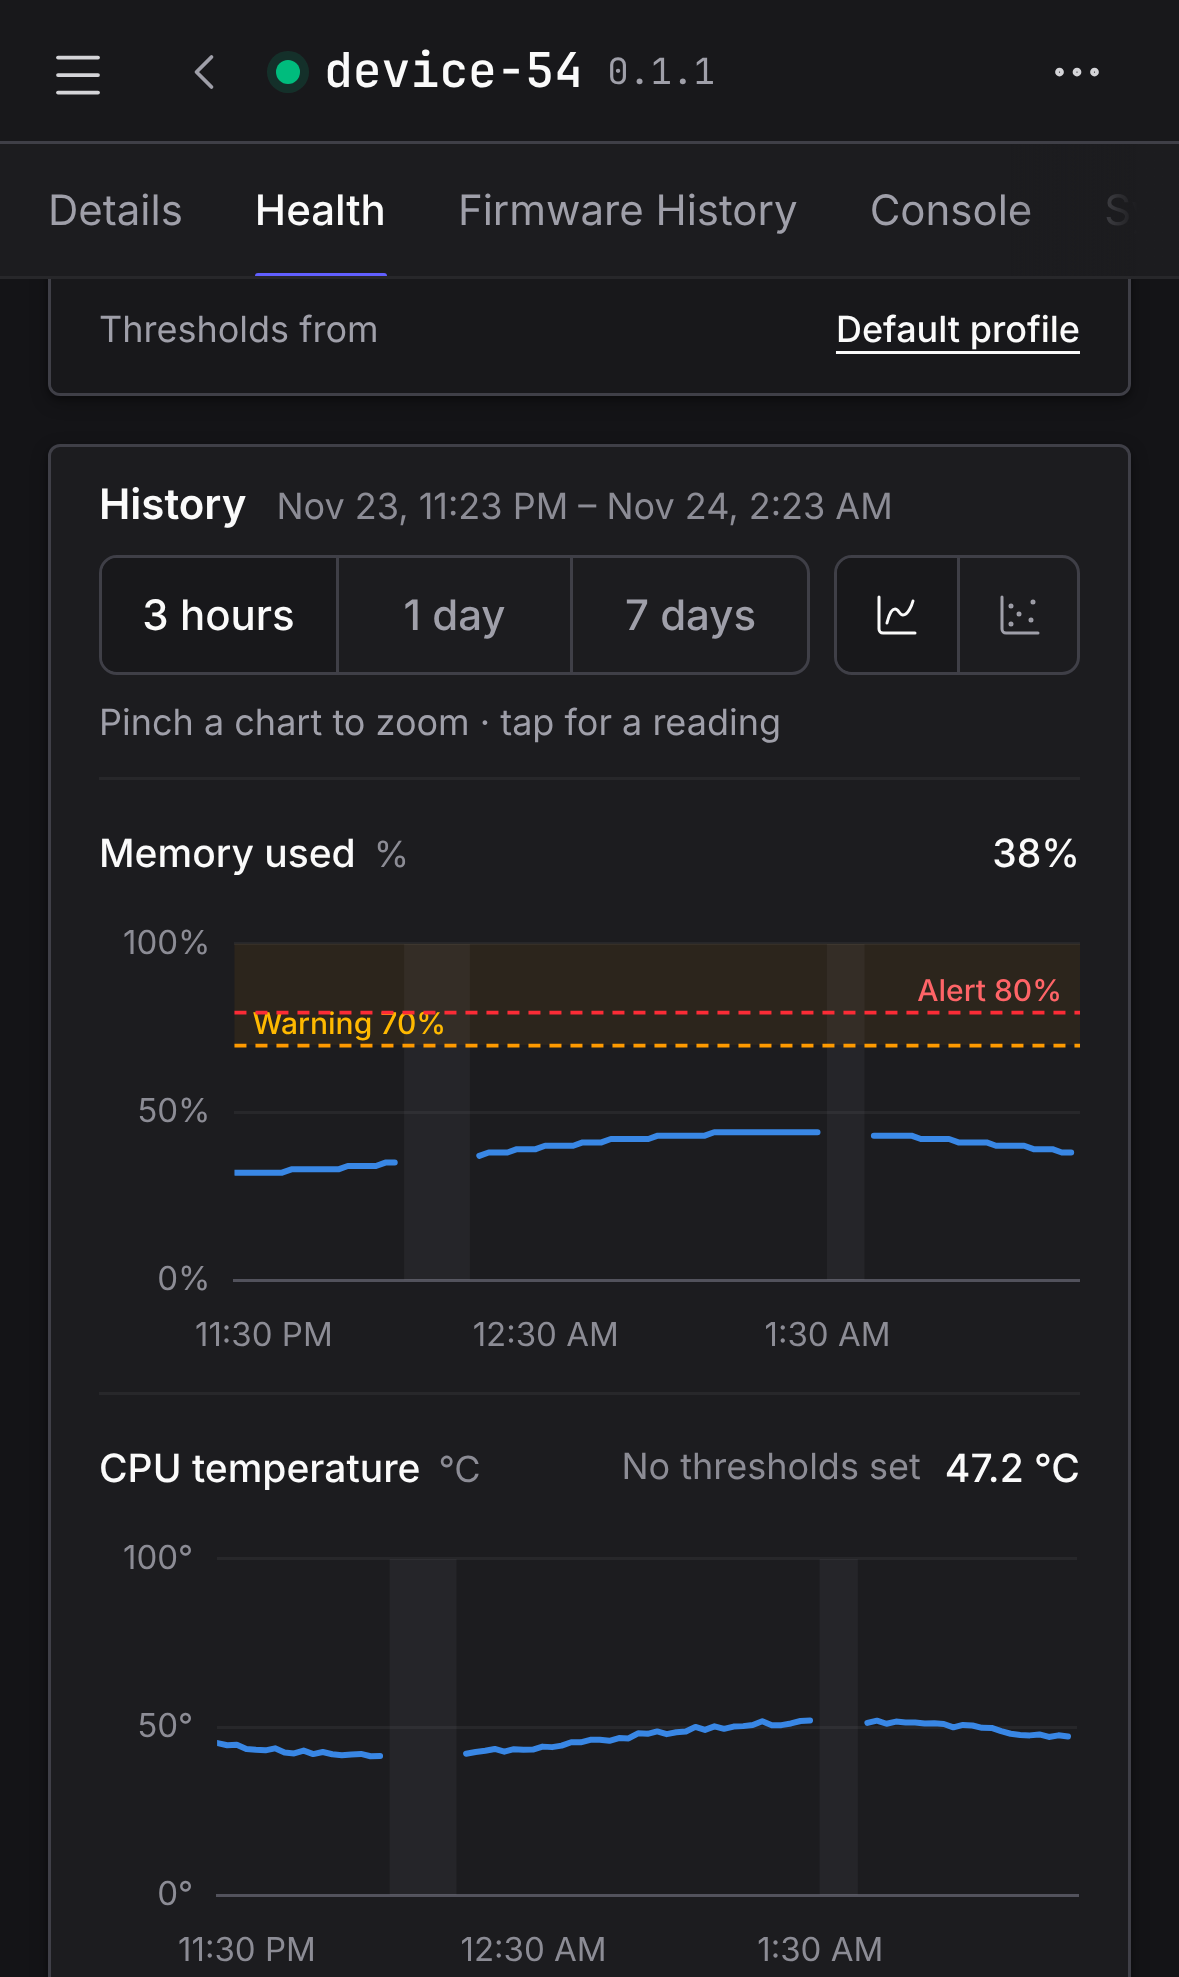 device-54 0.1.1
Details Health Firmware History Console S
Thresholds from Default profile
History Nov 23, 11:23 PM – Nov 24, 2:23 AM
3 hours 1 day 7 days
Pinch a chart to zoom · tap for a reading
Memory used % 38%
100%
Alert 80%
Warning 70%
50%
0%
11:30 PM 12:30 AM 1:30 AM
CPU temperature °C No thresholds set 47.2 °C
100°
50°
0°
11:30 PM 12:30 AM 1:30 AM